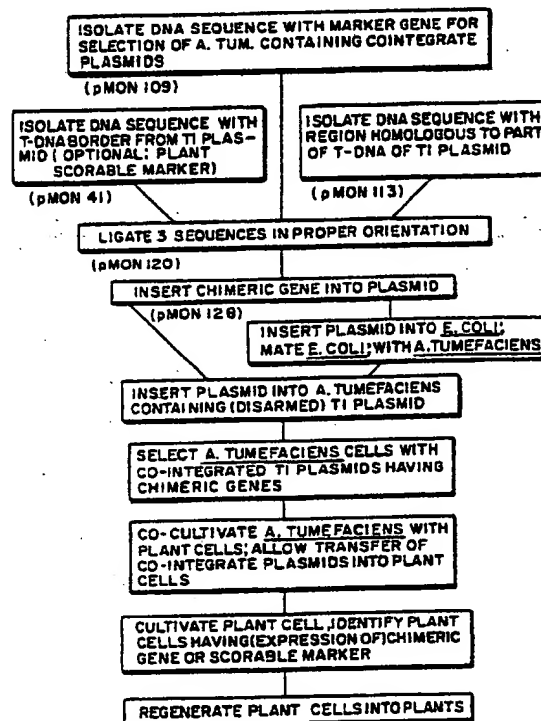 ISOLATE DNA SEQUENCE WITH MARKER GENE FOR
SELECTION OF A. TUM. CONTAINING COINTEGRATE
PLASMIDS
(pMON 109)
ISOLATE DNA SEQUENCE WITH
T-DNABORDER FROM TI PLAS-
MID (OPTIONAL; PLANT
SCORABLE MARKER)
(pMON 41)
ISOLATE DNA SEQUENCE WITH
REGION HOMOLOGOUS TO PART
OF T-DNA OF TI PLASMID
(pMON 113)
LIGATE 3 SEQUENCES IN PROPER ORIENTATION
(pMON 120)
INSERT CHIMERIC GENE INTO PLASMID
(pMON 128)
INSERT PLASMID INTO E. COLI;
MATE E. COLI; WITH A. TUMEFACIENS
INSERT PLASMID INTO A. TUMEFACIENS
CONTAINING (DISARMED) TI PLASMID
SELECT A. TUMEFACIENS CELLS WITH
CO-INTEGRATED TI PLASMIDS HAVING
CHIMERIC GENES
CO-CULTIVATE A. TUMEFACIENS WITH
PLANT CELLS; ALLOW TRANSFER OF
CO-INTEGRATE PLASMIDS INTO PLANT
CELLS
CULTIVATE PLANT CELL, IDENTIFY PLANT
CELLS HAVING (EXPRESSION OF) CHIMERIC
GENE OR SCORABLE MARKER
REGENERATE PLANT CELLS INTO PLANTS